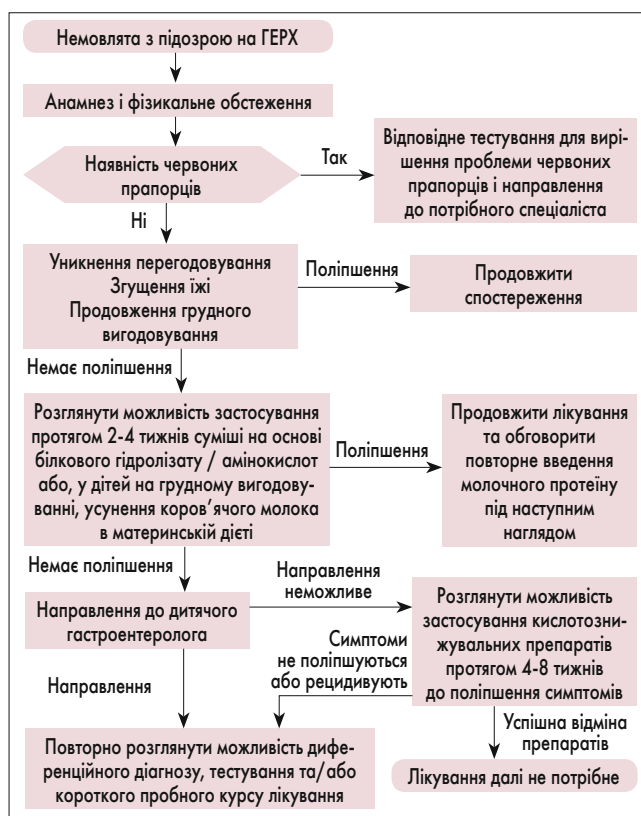 Немовлята з підозрою на ГЕРХ
Анамнез і фізикальне обстеження
Наявність червоних
прапорців
Так
Відповідне тестування для вирі-
шення проблеми червоних
прапорців і направлення
до потрібного спеціаліста
Ні
Уникнення перегодовування
Згущення їжі
Продовження грудного
вигодовування
Поліпшення
Продовжити
спостереження
Немає поліпшення
Розглянути можливість застосування
протягом 2-4 тижнів суміші на основі
білкового гідролізату / амінокислот
або, у дітей на грудному вигодову-
ванні, усунення коров’ячого молока
в материнській дієті
Поліпшення
Продовжити лікування
та обговорити
повторне введення
молочного протеїну
під наступним
наглядом
Немає поліпшення
Направлення до дитячого
гастроентеролога
Направлення
неможливе
Розглянути можливість
застосування кислотозни-
жувальних препаратів
протягом 4-8 тижнів
до поліпшення симптомів
Симптоми
не поліпшуються
або рецидивують
Направлення
Успішна відміна
препаратів
Повторно розглянути можливість дифе-
ренційного діагнозу, тестування та/або
короткого пробного курсу лікування
Лікування далі не потрібне